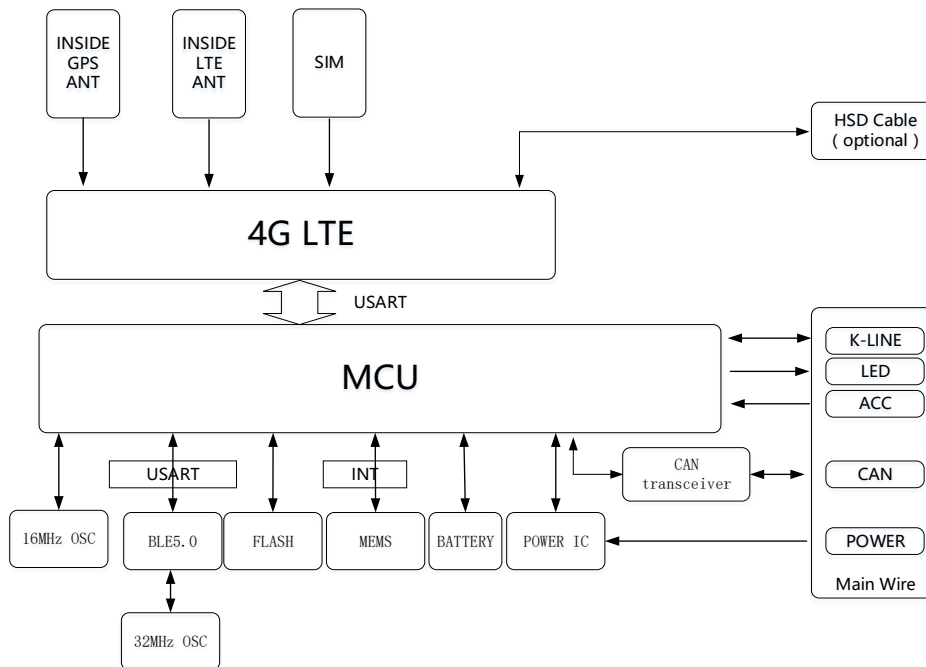 INSIDE
GPS
ANT
INSIDE
LTE
ANT
SIM
HSD Cable
( optional )
4G LTE
USART
MCU
K-LINE
LED
ACC
CAN
POWER
Main Wire
USART
INT
CAN
transceiver
16MHz OSC
BLE5.0
FLASH
MEMS
BATTERY
POWER IC
32MHz OSC